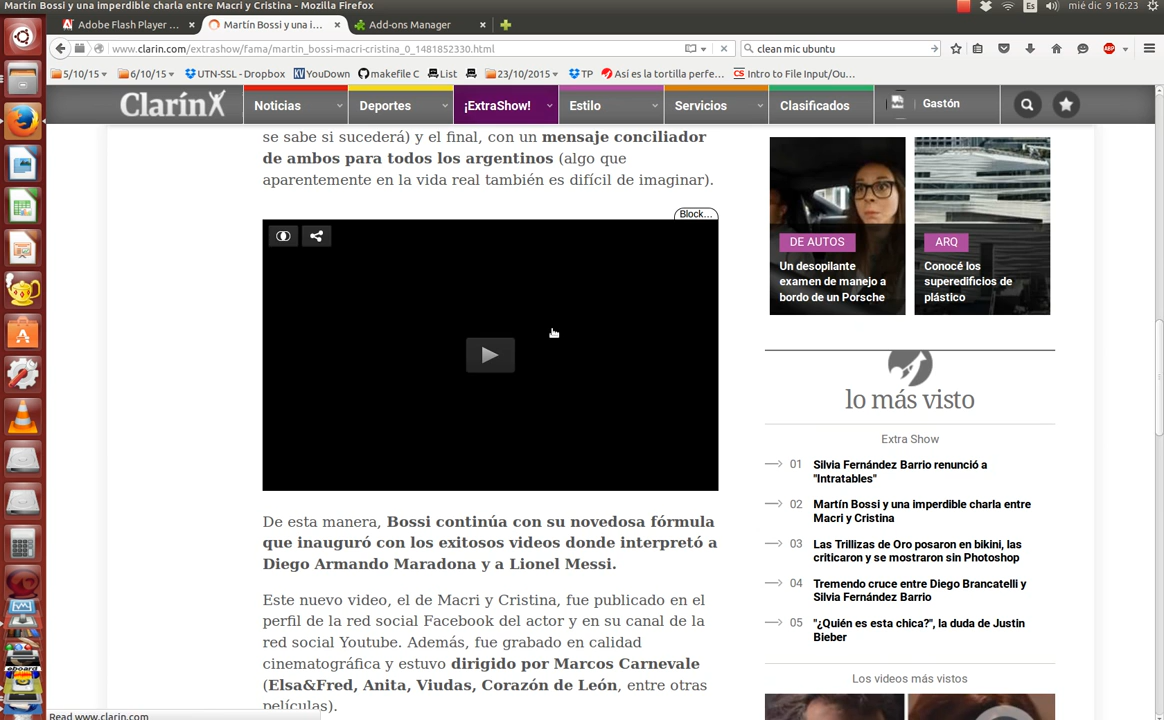 Martín Bossi y una imperdible charla entre Macri y Cristina - Mozilla Firefox
Es
mié dic 9 16:23
Adobe Flash Player ... ×
Martín Bossi y una i... ×
Add-ons Manager ×
www.clarin.com/extrashow/fama/martin_bossi-macri-cristina_0_1481852330.html
clean mic ubuntu
ABP
5/10/15
6/10/15
UTN-SSL - Dropbox
YouDown
makefile C
List
23/10/2015
TP
Así es la tortilla perfe...
CS Intro to File Input/Ou...
Clarín
Noticias
Deportes
¡ExtraShow!
Estilo
Servicios
Clasificados
Gastón
se sabe si sucederá) y el final, con un mensaje conciliador
de ambos para todos los argentinos (algo que
aparentemente en la vida real también es difícil de imaginar).
Block...
De esta manera, Bossi continúa con su novedosa fórmula
que inauguró con los exitosos videos donde interpretó a
Diego Armando Maradona y a Lionel Messi.
Este nuevo video, el de Macri y Cristina, fue publicado en el
perfil de la red social Facebook del actor y en su canal de la
red social Youtube. Además, fue grabado en calidad
cinematográfica y estuvo dirigido por Marcos Carnevale
(Elsa&Fred, Anita, Viudas, Corazón de León, entre otras
películas).
DE AUTOS
Un desopilante
examen de manejo a
bordo de un Porsche
ARQ
Conocé los
superedificios de
plástico
lo más visto
Extra Show
01 Silvia Fernández Barrio renunció a
"Intratables"
02 Martín Bossi y una imperdible charla entre
Macri y Cristina
03 Las Trillizas de Oro posaron en bikini, las
criticaron y se mostraron sin Photoshop
04 Tremendo cruce entre Diego Brancatelli y
Silvia Fernández Barrio
05 "¿Quién es esta chica?", la duda de Justin
Bieber
Los videos más vistos
Read www.clarin.com